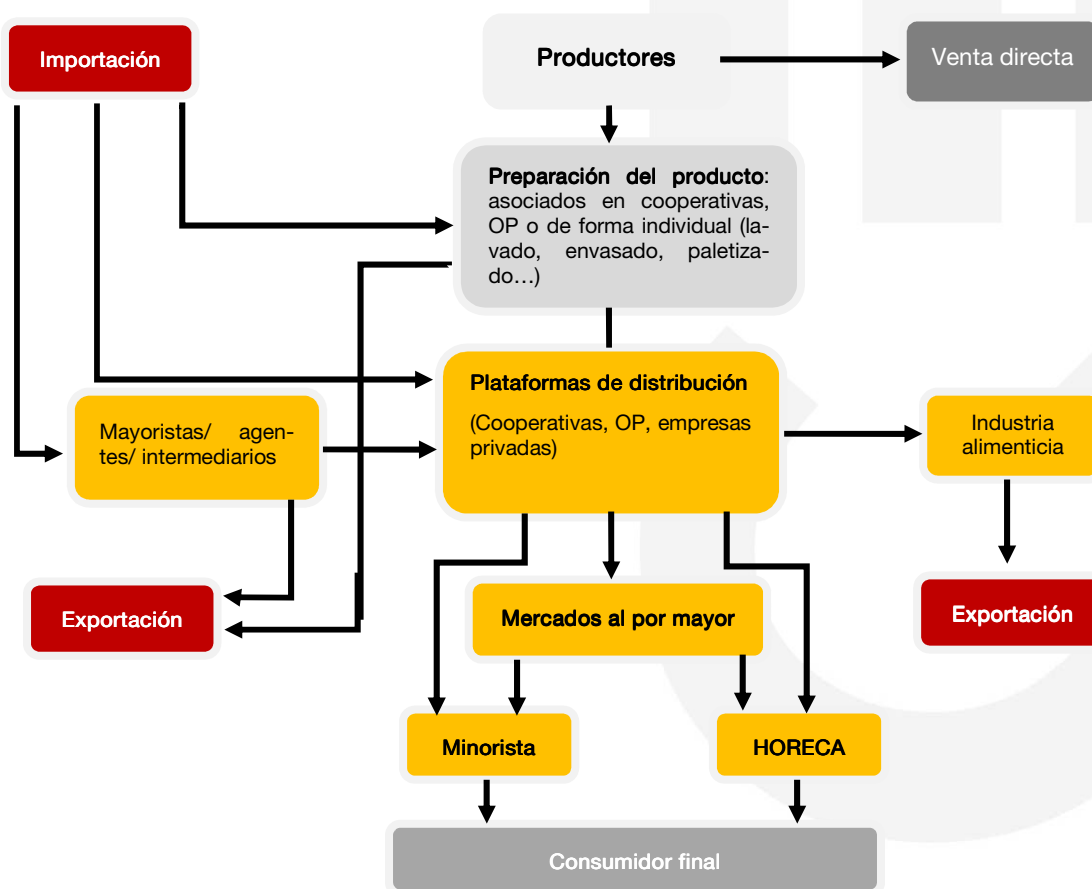 Importación
Productores
Venta directa
Preparación del producto:
asociados en cooperativas,
OP o de forma individual (la-
vado, envasado, paletiza-
do…)
Plataformas de distribución
(Cooperativas, OP, empresas
privadas)
Mayoristas/ agen-
tes/ intermediarios
Industria
alimenticia
Exportación
Mercados al por mayor
Exportación
Minorista
HORECA
Consumidor final